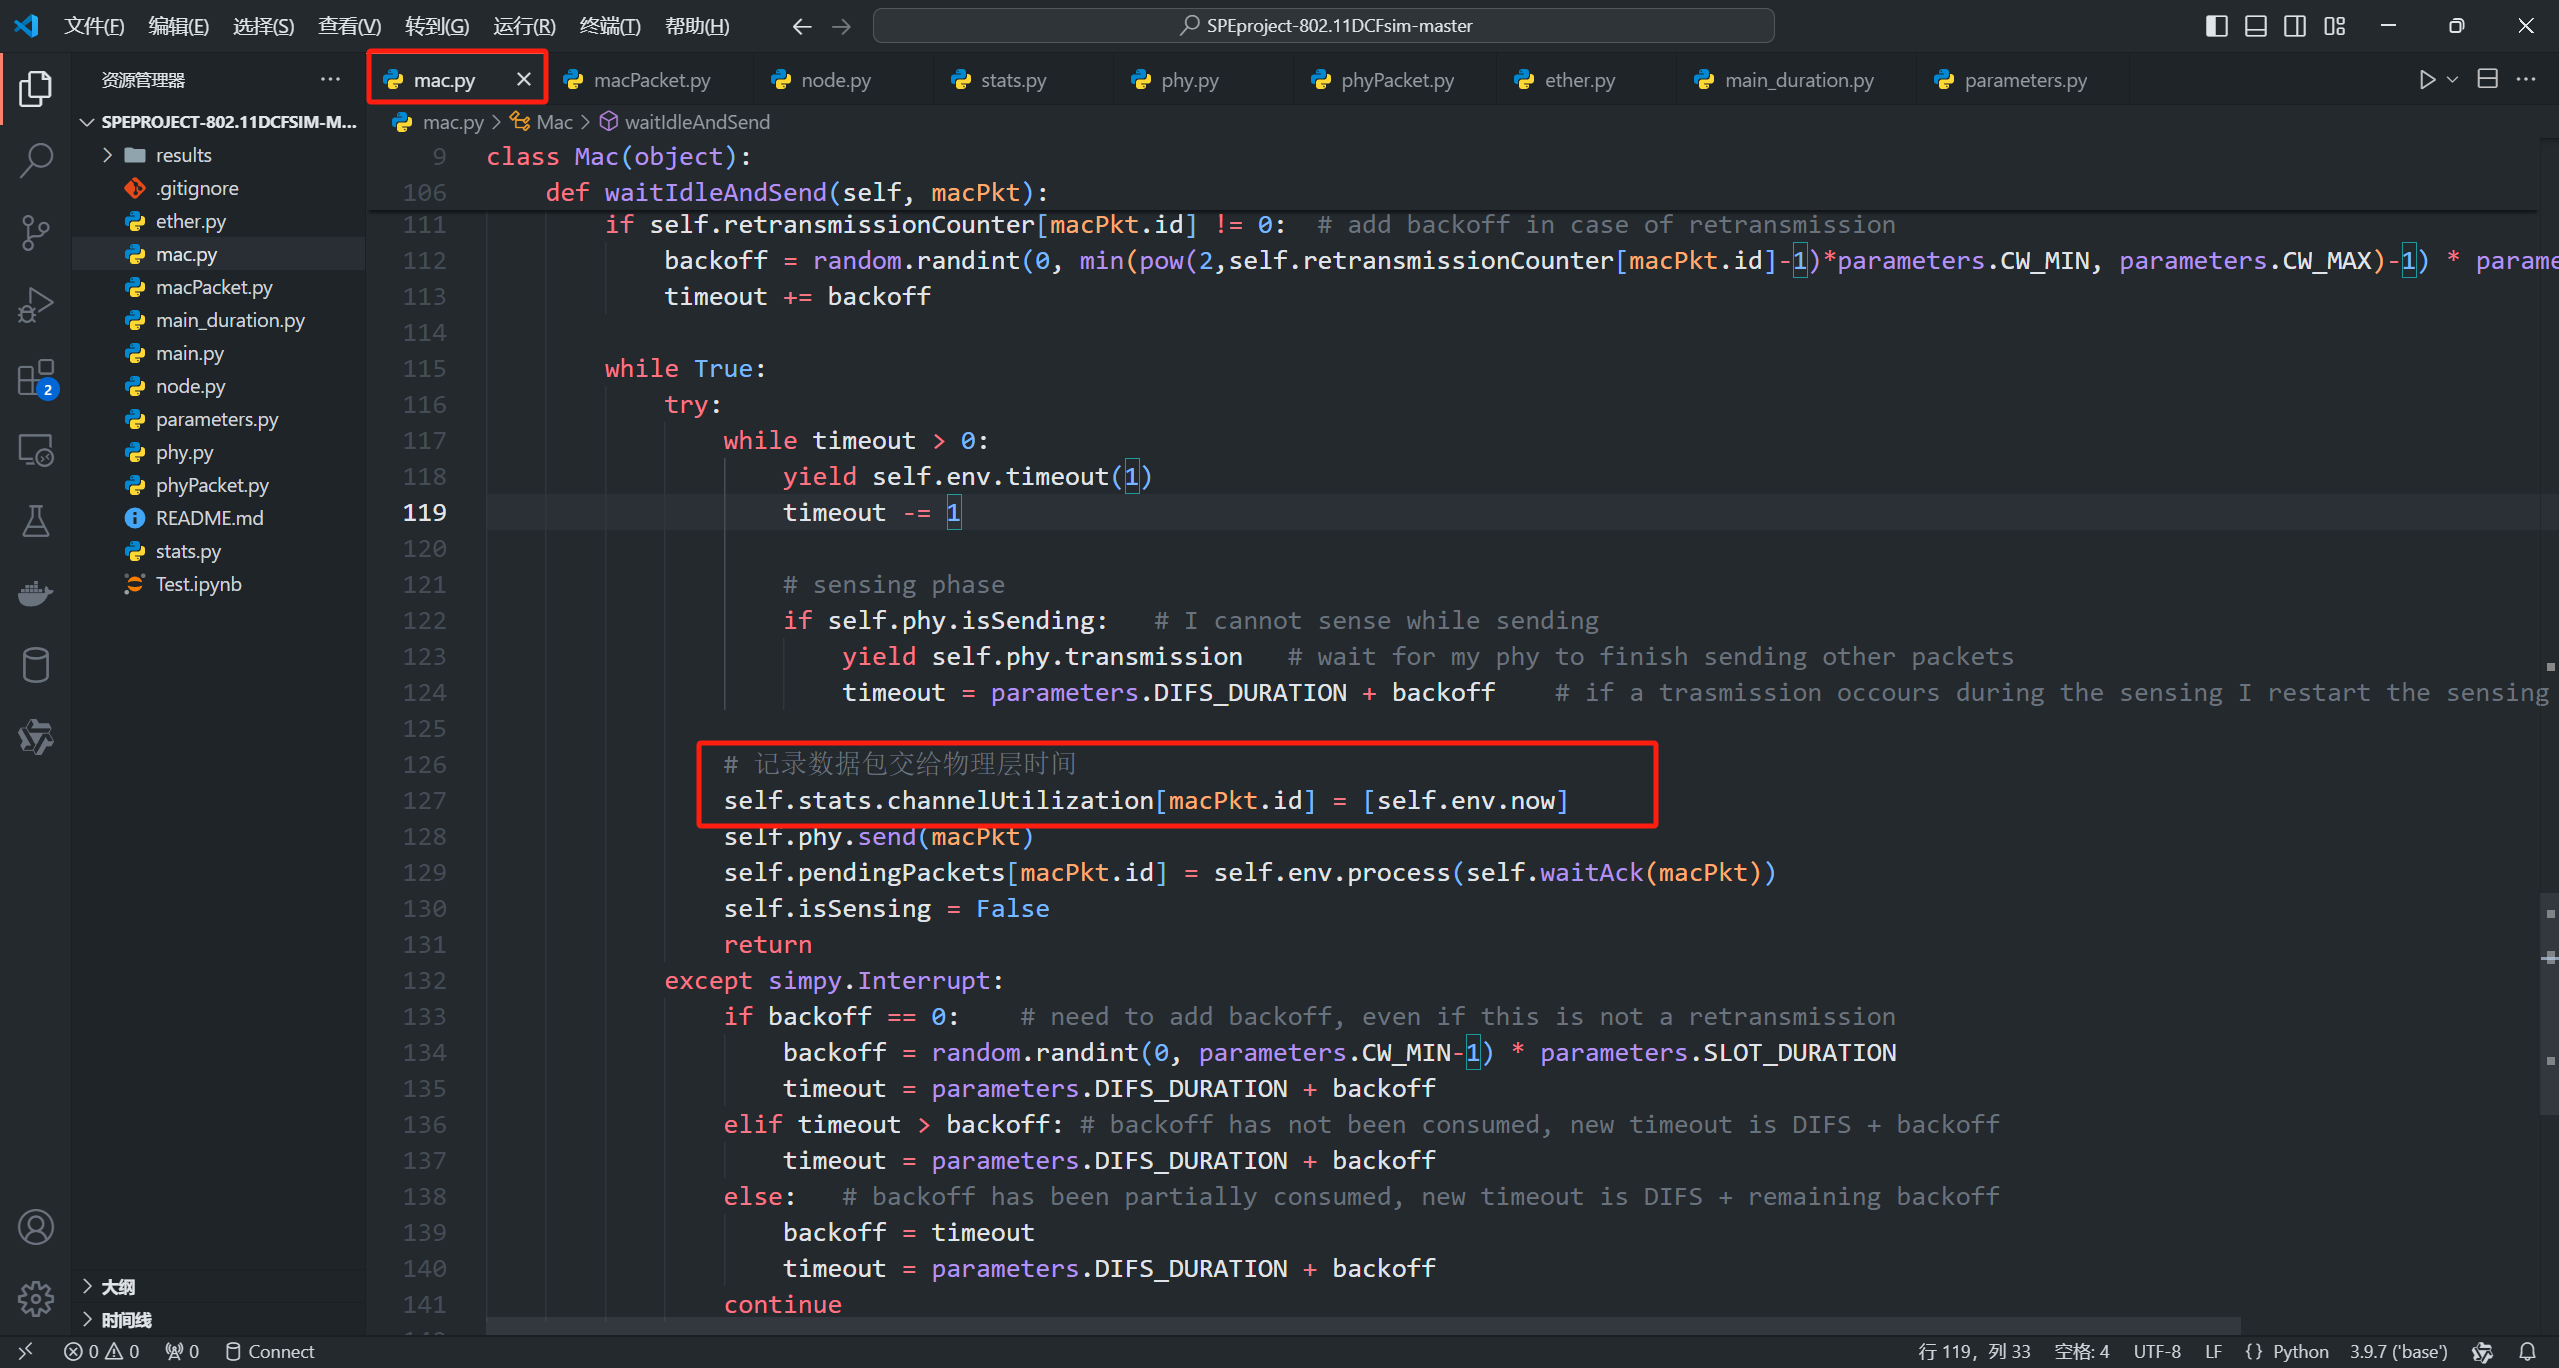 文件(F) 编辑(E) 选择(S) 查看(V) 转到(G) 运行(R) 终端(T) 帮助(H) SPEproject-802.11DCFsim-master
资源管理器
mac.py macPacket.py node.py stats.py phy.py phyPacket.py ether.py main_duration.py parameters.py
SPEPROJECT-802.11DCFSIM-M...
results
.gitignore
ether.py
mac.py
macPacket.py
main_duration.py
main.py
node.py
parameters.py
phy.py
phyPacket.py
README.md
stats.py
Test.ipynb
2
大纲
时间线
mac.py > Mac > waitIdleAndSend
9 class Mac(object):
106 def waitIdleAndSend(self, macPkt):
111 if self.retransmissionCounter[macPkt.id] != 0: # add backoff in case of retransmission
112 backoff = random.randint(0, min(pow(2,self.retransmissionCounter[macPkt.id]-1)*parameters.CW_MIN, parameters.CW_MAX)-1) * parame
113 timeout += backoff
114
115 while True:
116 try:
117 while timeout > 0:
118 yield self.env.timeout(1)
119 timeout -= 1
120
121 # sensing phase
122 if self.phy.isSending: # I cannot sense while sending
123 yield self.phy.transmission # wait for my phy to finish sending other packets
124 timeout = parameters.DIFS_DURATION + backoff # if a trasmission occours during the sensing I restart the sensing
125
126 # 记录数据包交给物理层时间
127 self.stats.channelUtilization[macPkt.id] = [self.env.now]
128 self.phy.send(macPkt)
129 self.pendingPackets[macPkt.id] = self.env.process(self.waitAck(macPkt))
130 self.isSensing = False
131 return
132 except simpy.Interrupt:
133 if backoff == 0: # need to add backoff, even if this is not a retransmission
134 backoff = random.randint(0, parameters.CW_MIN-1) * parameters.SLOT_DURATION
135 timeout = parameters.DIFS_DURATION + backoff
136 elif timeout > backoff: # backoff has not been consumed, new timeout is DIFS + backoff
137 timeout = parameters.DIFS_DURATION + backoff
138 else: # backoff has been partially consumed, new timeout is DIFS + remaining backoff
139 backoff = timeout
140 timeout = parameters.DIFS_DURATION + backoff
141 continue
0 0 0 Connect 行 119，列 33 空格: 4 UTF-8 LF {} Python 3.9.7 ('base')